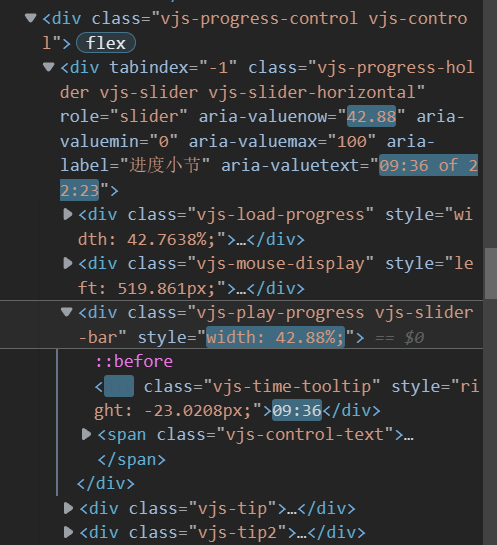 <div class="vjs-progress-control vjs-contro
l"> flex
<div tabindex="-1" class="vjs-progress-hol
der vjs-slider vjs-slider-horizontal"
role="slider" aria-valuenow="42.88" aria-
valuemin="0" aria-valuemax="100" aria-
label="进度小节" aria-valuetext="09:36 of 2
2:23">
<div class="vjs-load-progress" style="wi
dth: 42.7638%;">…</div>
<div class="vjs-mouse-display" style="le
ft: 519.861px;">…</div>
<div class="vjs-play-progress vjs-slider
-bar" style="width: 42.88%;"> == $0
::before
< class="vjs-time-tooltip" style="ri
ght: -23.0208px;">09:36</div>
<span class="vjs-control-text">…
</span>
</div>
<div class="vjs-tip">…</div>
<div class="vjs-tip2">…</div>